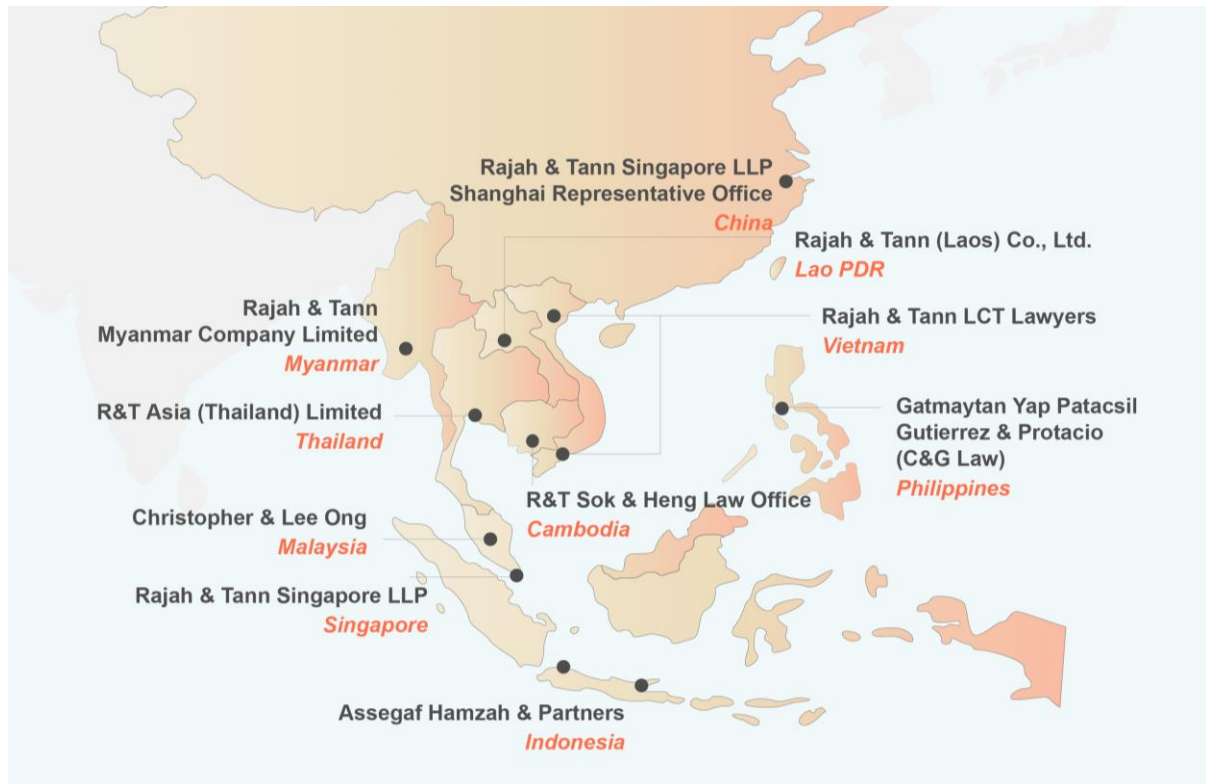 Rajah & Tann Singapore LLP
Shanghai Representative Office
China
Rajah & Tann (Laos) Co., Ltd.
Lao PDR
Rajah & Tann
Myanmar Company Limited
Myanmar
Rajah & Tann LCT Lawyers
Vietnam
R&T Asia (Thailand) Limited
Thailand
Gatmaytan Yap Patacsil
Gutierrez & Protacio
(C&G Law)
Philippines
R&T Sok & Heng Law Office
Cambodia
Christopher & Lee Ong
Malaysia
Rajah & Tann Singapore LLP
Singapore
Assegaf Hamzah & Partners
Indonesia